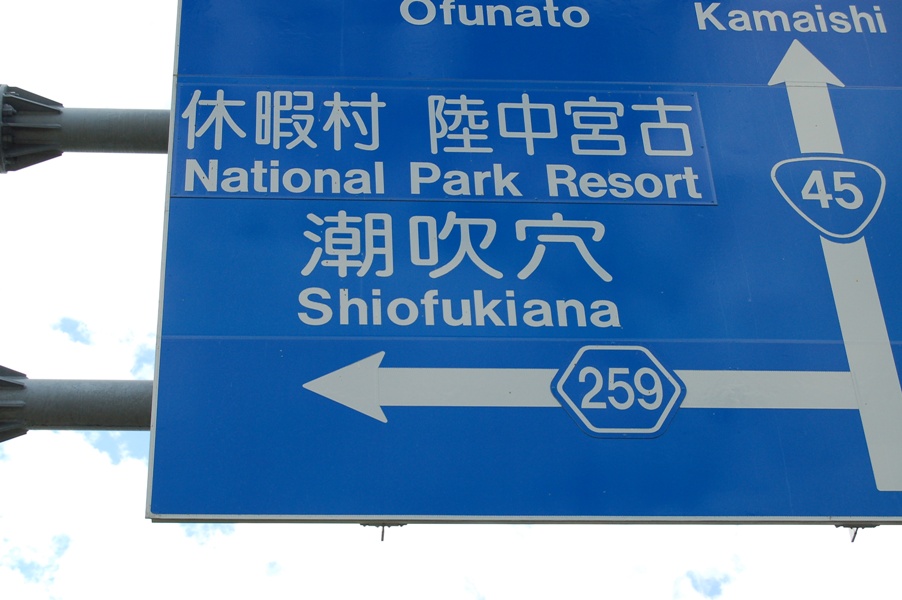 Ofunato Kamaishi
休暇村 陸中宮古
National Park Resort
45
潮吹穴
Shiofukiana
259